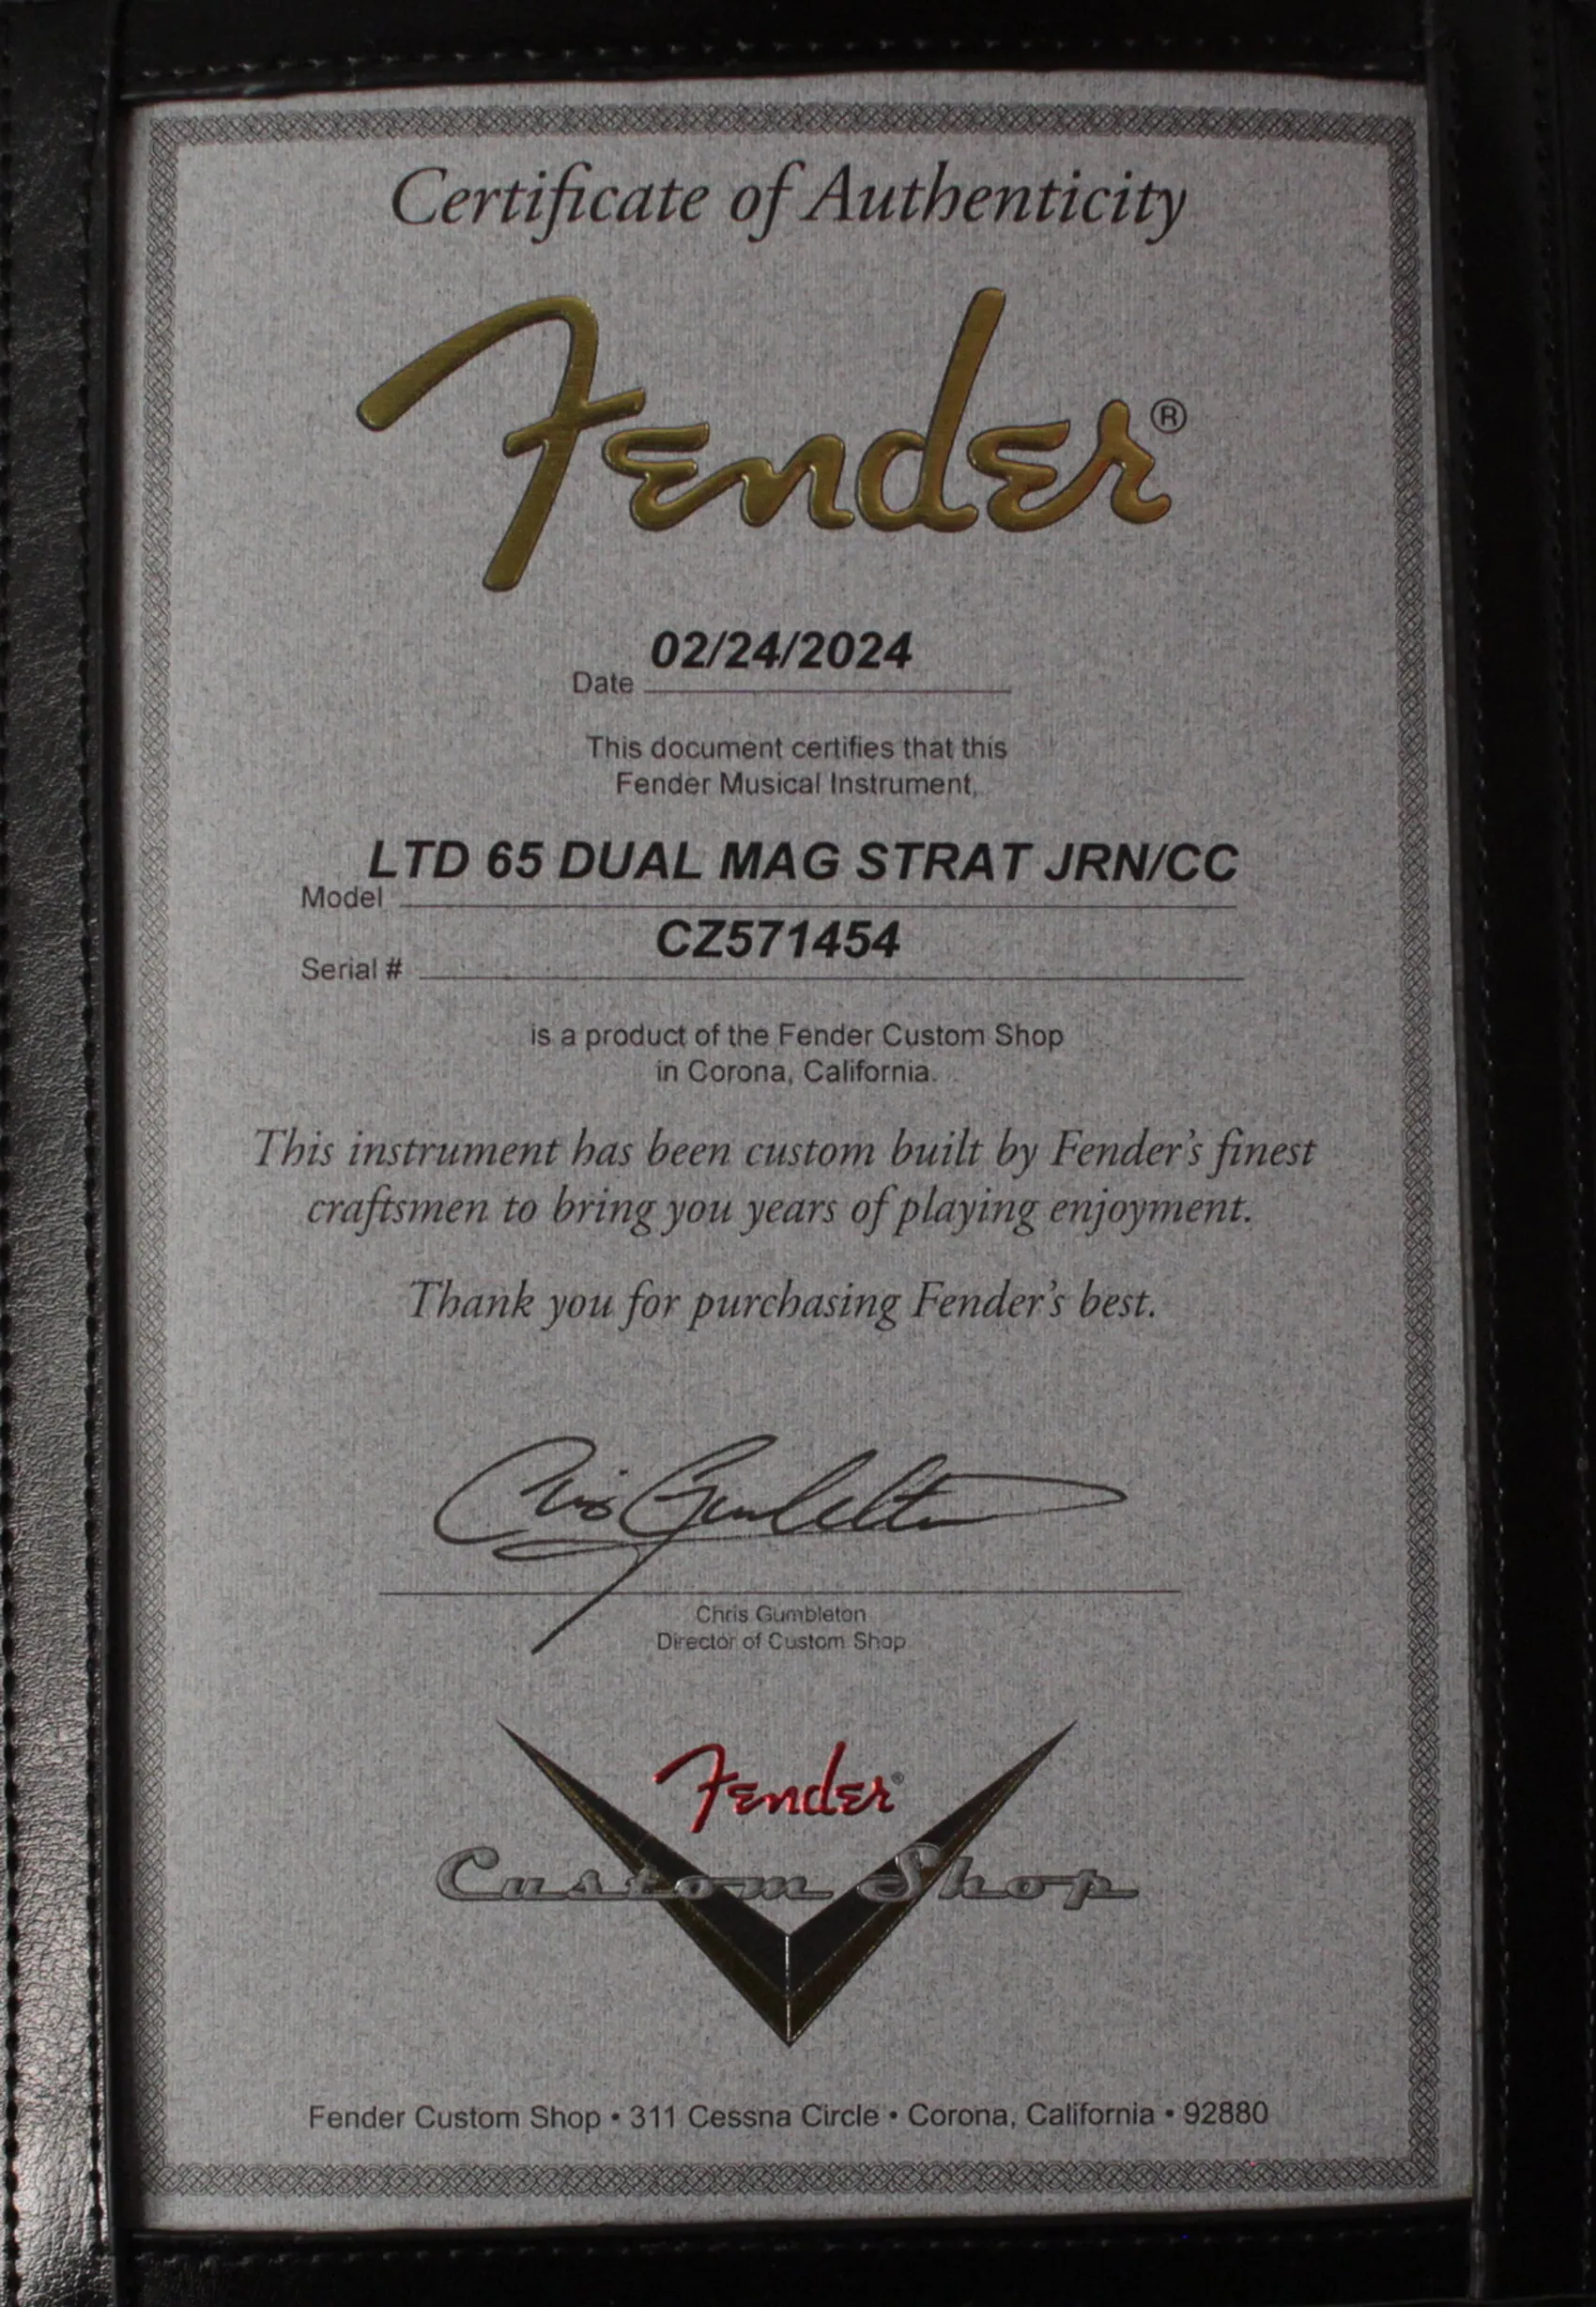 Certificate of Authenticity
Fender®
Date 02/24/2024
This document certifies that this
Fender Musical Instrument,
Model LTD 65 DUAL MAG STRAT JRN/CC
Serial # CZ571454
is a product of the Fender Custom Shop
in Corona, California.
This instrument has been custom built by Fender's finest
craftsmen to bring you years of playing enjoyment.
Thank you for purchasing Fender's best.
Chris Gumbleton
Chris Gumbleton
Director of Custom Shop
Fender®
Custom Shop
Fender Custom Shop • 311 Cessna Circle • Corona, California • 92880